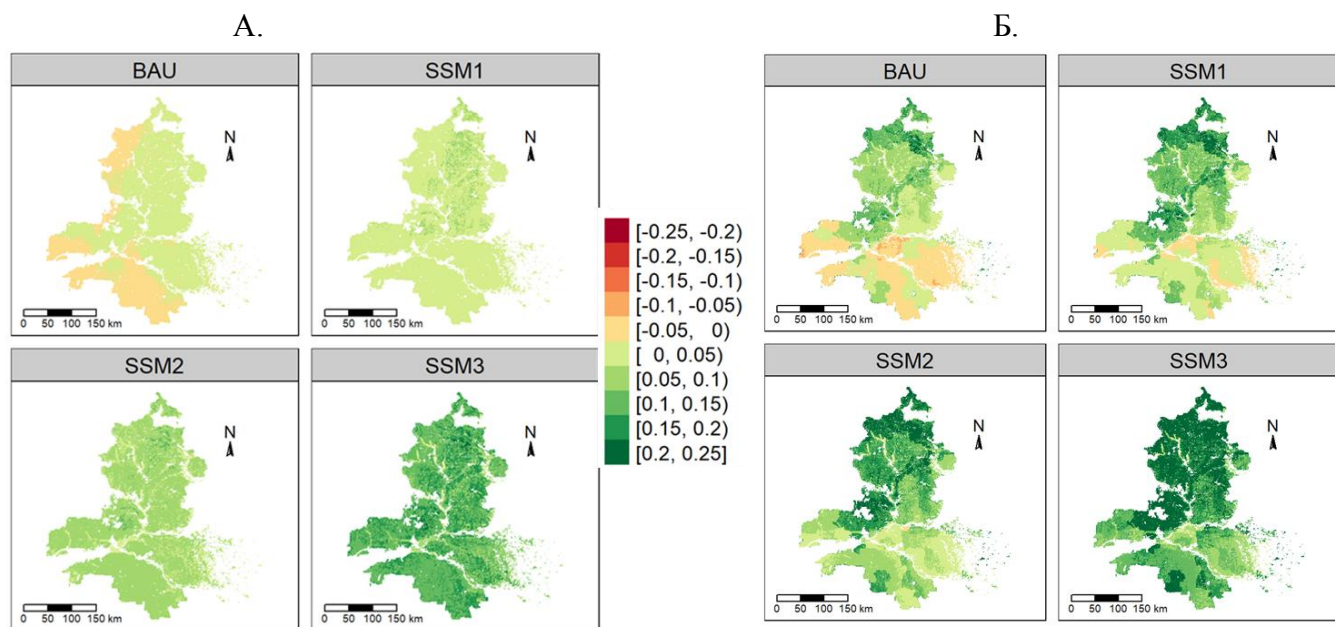 А.
BAU
SSM1
N
N
0 50 100 150 km
0 50 100 150 km
SSM2
SSM3
N
N
0 50 100 150 km
0 50 100 150 km
[-0.25, -0.2)
[-0.2, -0.15)
[-0.15, -0.1)
[-0.1, -0.05)
[-0.05, 0)
[ 0, 0.05)
[0.05, 0.1)
[0.1, 0.15)
[0.15, 0.2)
[0.2, 0.25]
Б.
BAU
SSM1
N
N
0 50 100 150 km
0 50 100 150 km
SSM2
SSM3
N
N
0 50 100 150 km
0 50 100 150 km